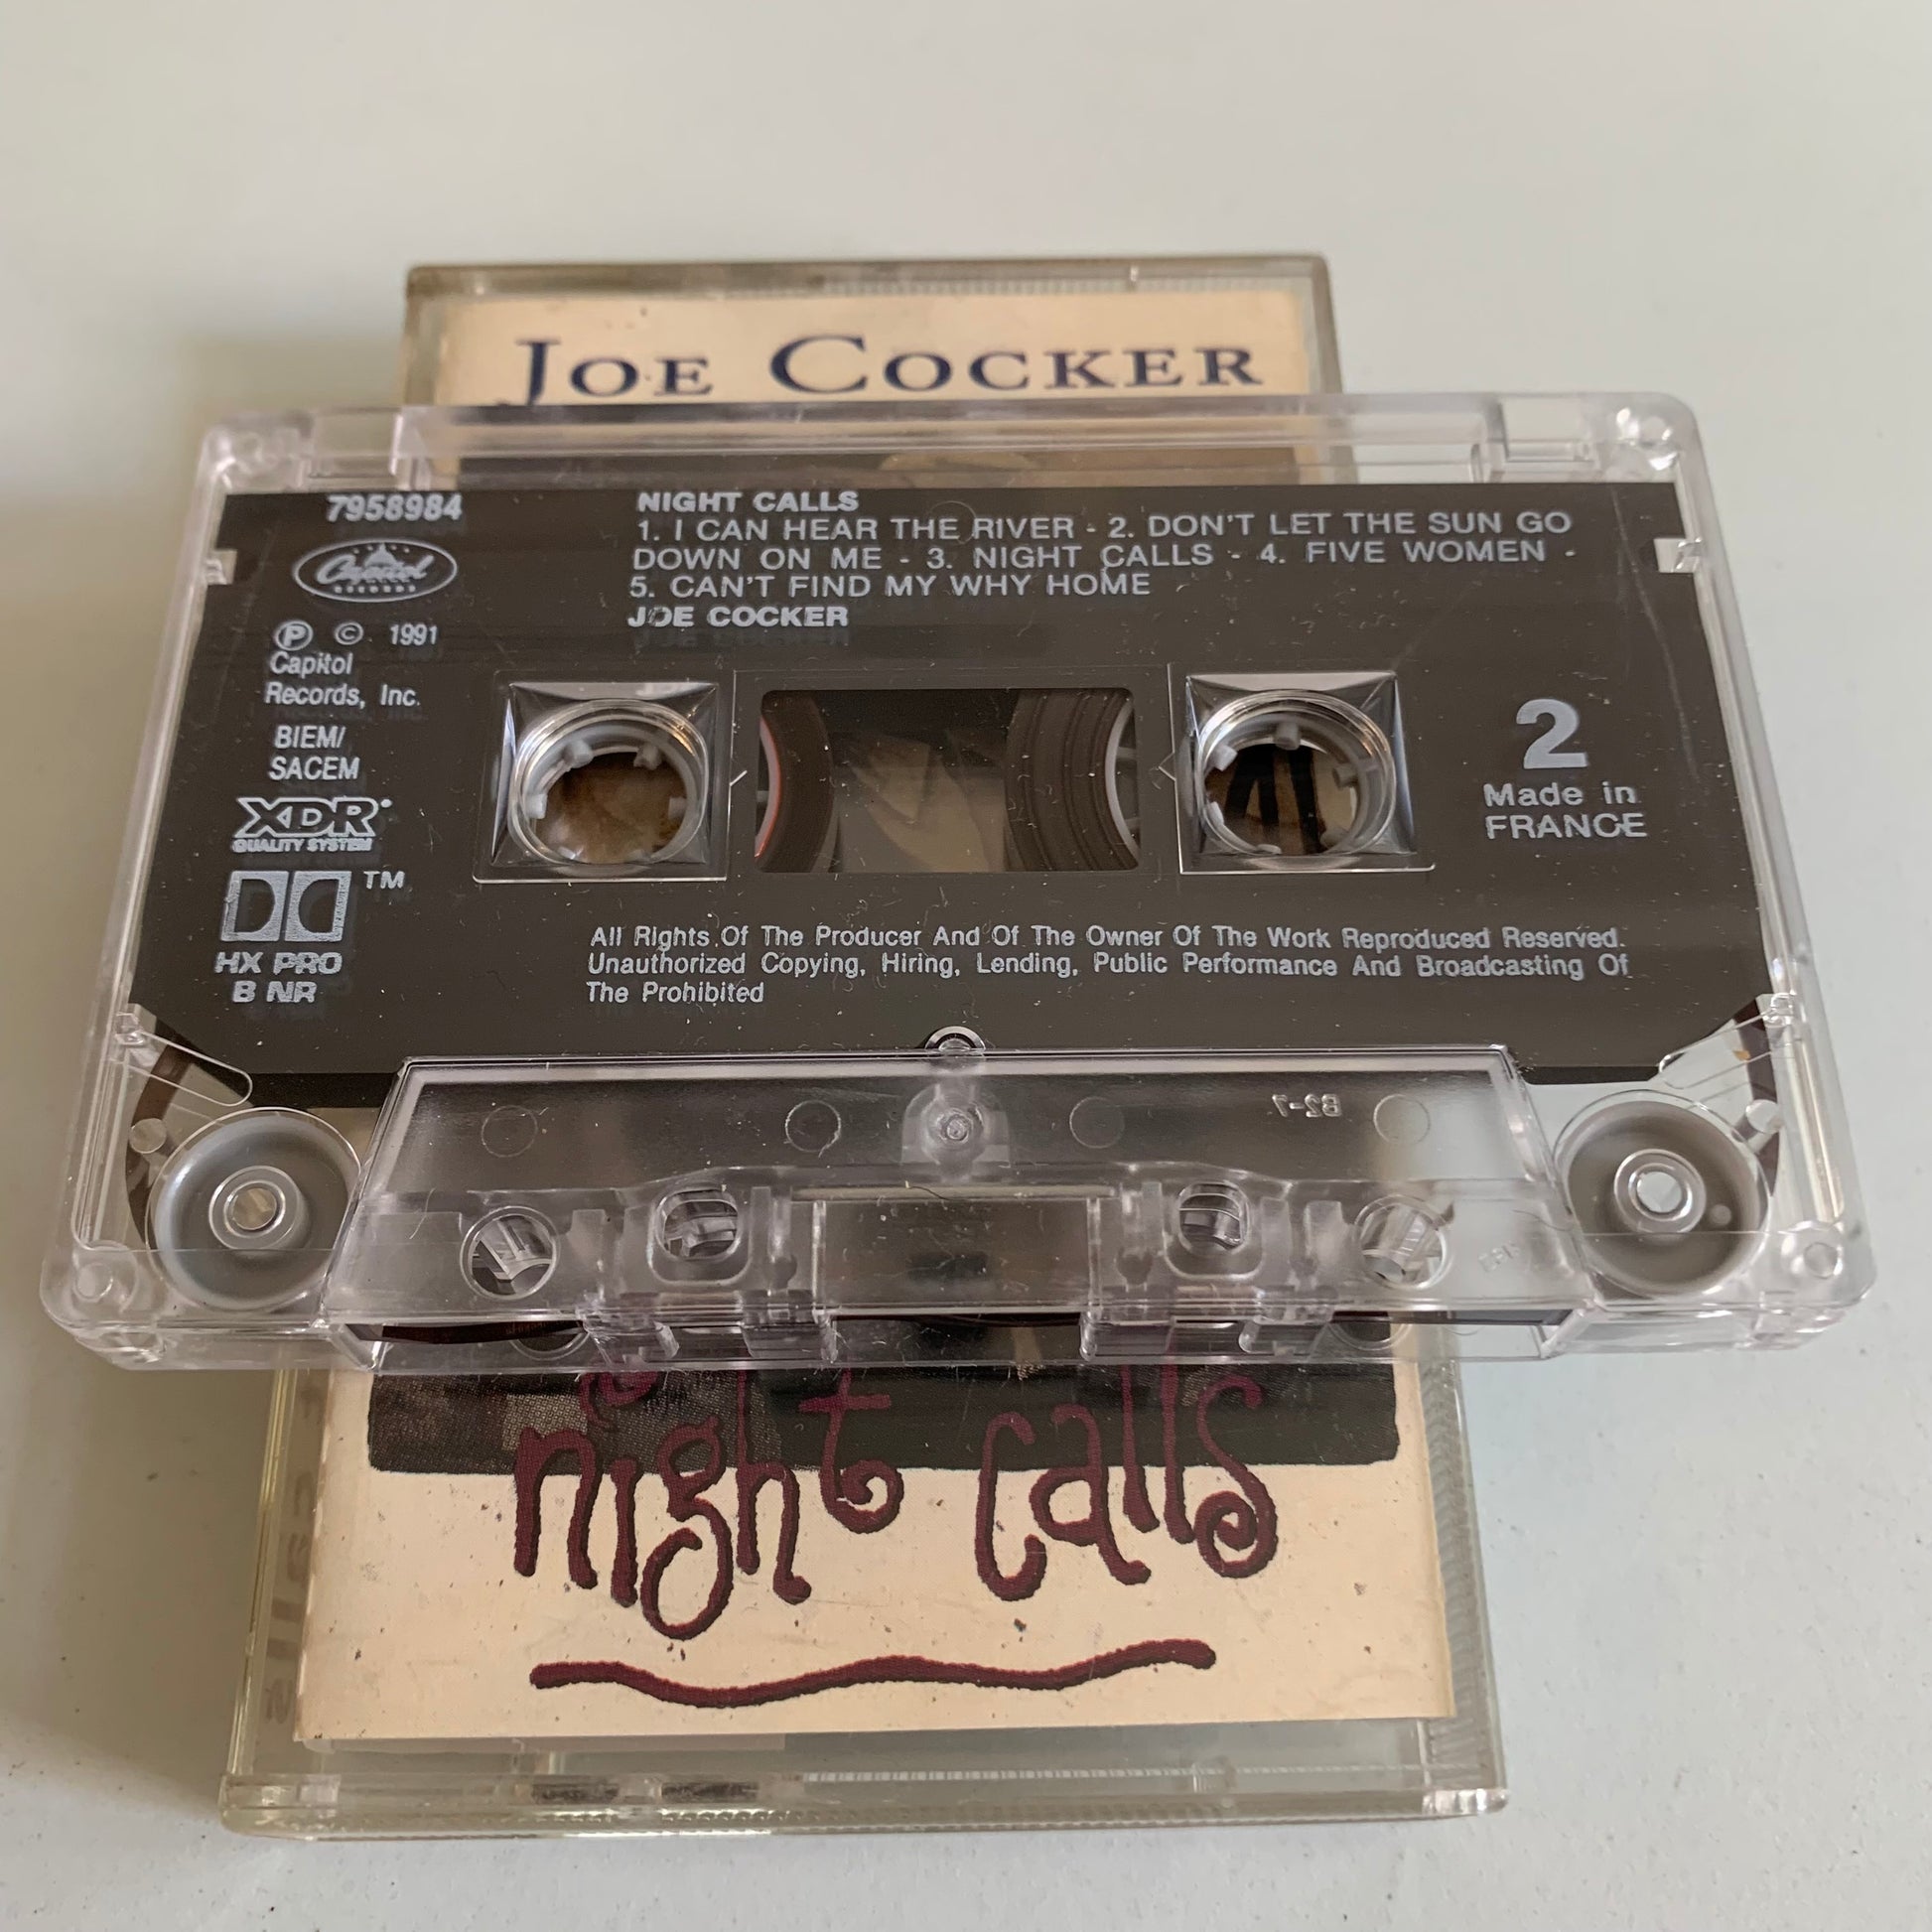 JOE COCKER
7958984
NIGHT CALLS
1. I CAN HEAR THE RIVER - 2. DON'T LET THE SUN GO
DOWN ON ME - 3. NIGHT CALLS - 4. FIVE WOMEN -
5. CAN'T FIND MY WHY HOME
JOE COCKER
Capitol
RECORDS
Ⓟ © 1991
Capitol
Records, Inc.
BIEM/
SACEM
XDR
QUALITY SYSTEM
TM
HX PRO
B NR
2
Made in
FRANCE
All Rights Of The Producer And Of The Owner Of The Work Reproduced Reserved.
Unauthorized Copying, Hiring, Lending, Public Performance And Broadcasting Of
The Prohibited
B2-7
night calls